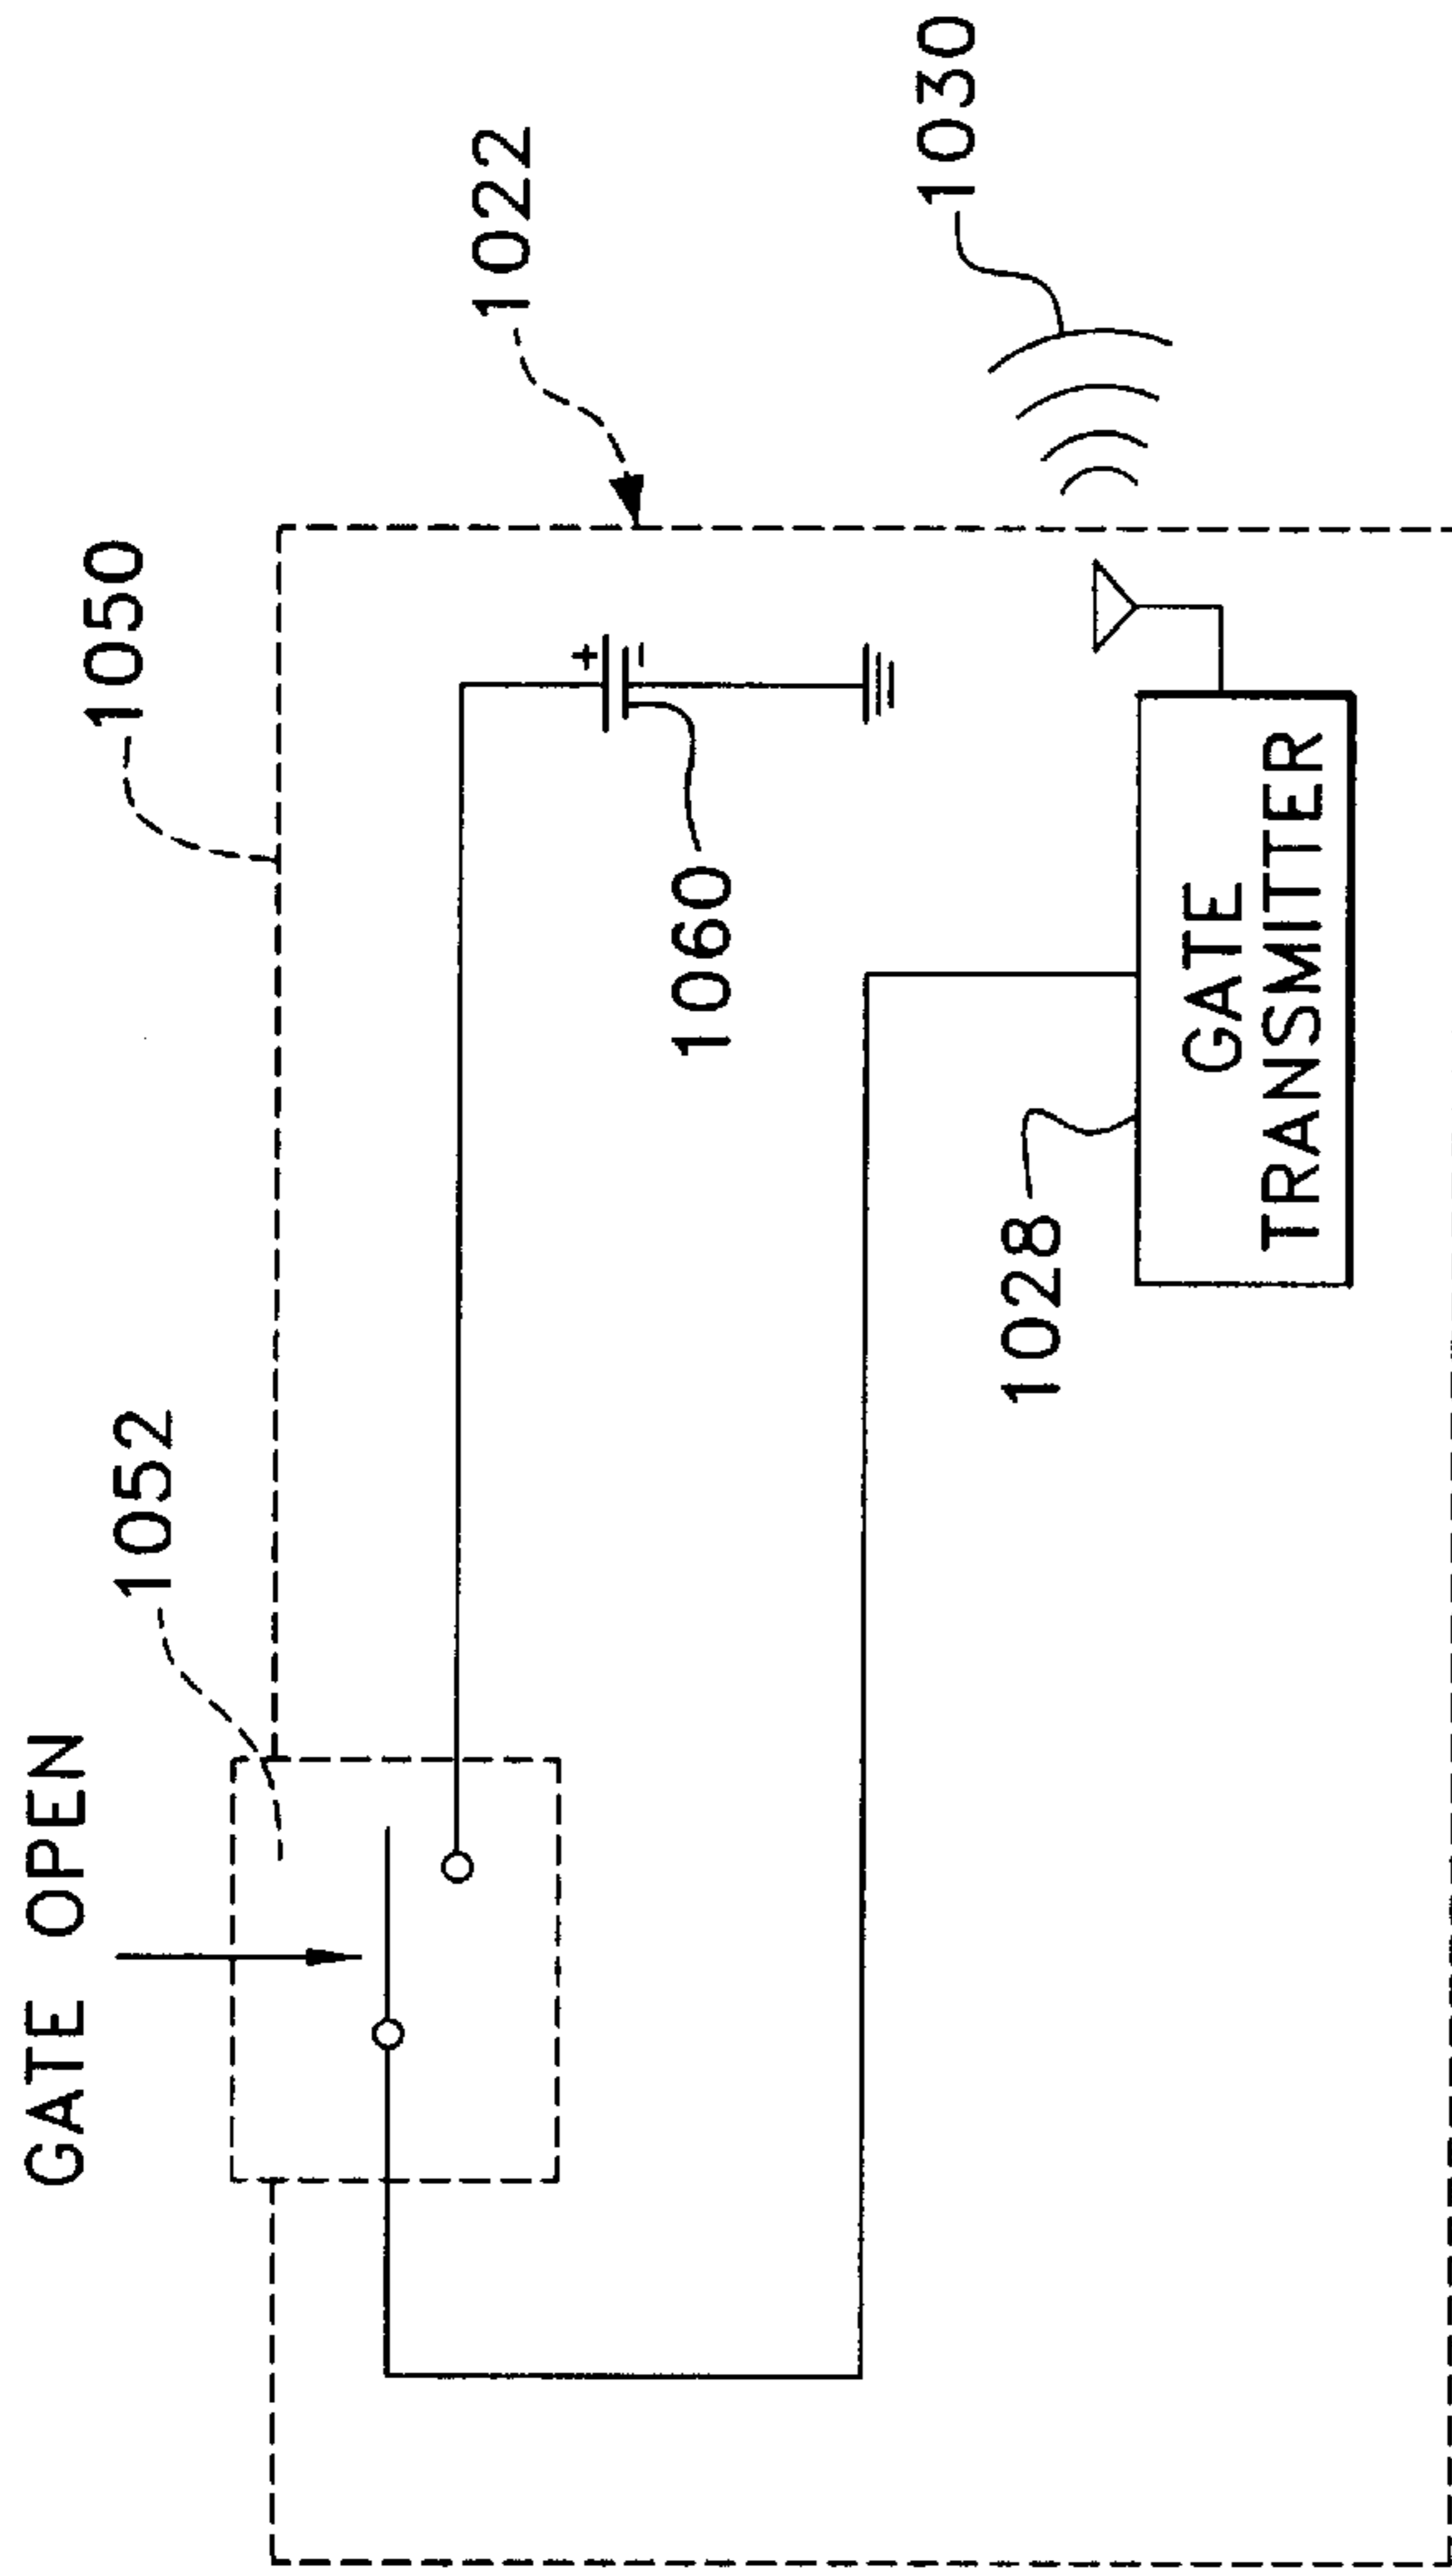 GATE OPEN
1052
1050
1022
1060
1030
1028
GATE
TRANSMITTER
+
−